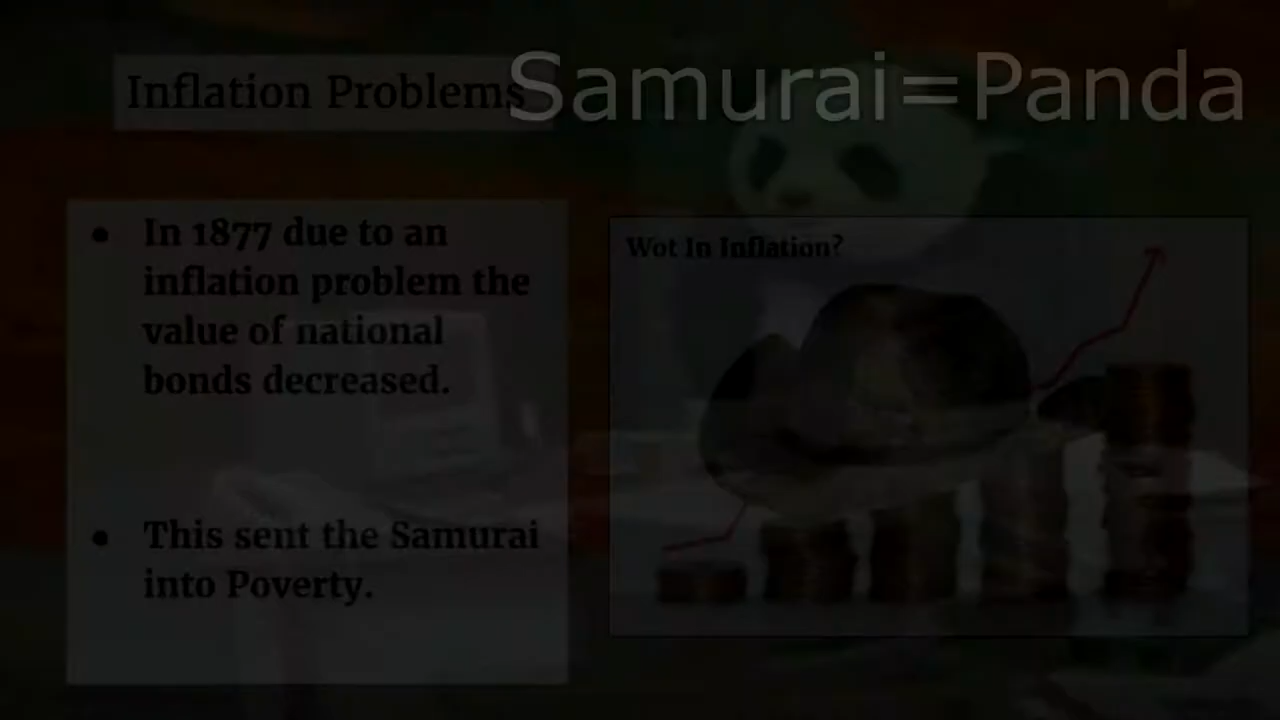 Inflation Problems
Samurai=Panda
In 1877 due to an
inflation problem the
value of national
bonds decreased.
This sent the Samurai
into Poverty.
Wot In Inflation?